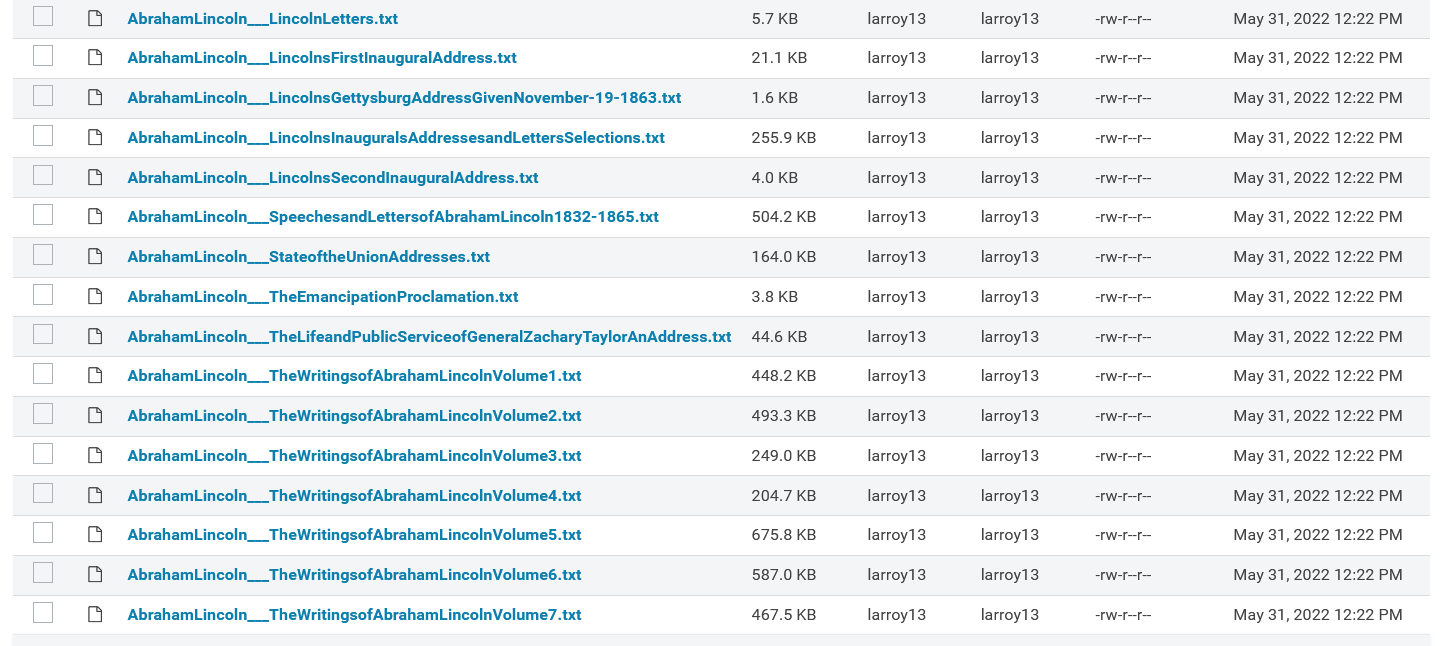 AbrahamLincoln___LincolnLetters.txt 5.7 KB larroy13 larroy13 -rw-r--r-- May 31, 2022 12:22 PM
AbrahamLincoln___LincolnsFirstInauguralAddress.txt 21.1 KB larroy13 larroy13 -rw-r--r-- May 31, 2022 12:22 PM
AbrahamLincoln___LincolnsGettysburgAddressGivenNovember-19-1863.txt 1.6 KB larroy13 larroy13 -rw-r--r-- May 31, 2022 12:22 PM
AbrahamLincoln___LincolnsInauguralsAddressesandLettersSelections.txt 255.9 KB larroy13 larroy13 -rw-r--r-- May 31, 2022 12:22 PM
AbrahamLincoln___LincolnsSecondInauguralAddress.txt 4.0 KB larroy13 larroy13 -rw-r--r-- May 31, 2022 12:22 PM
AbrahamLincoln___SpeechesandLettersofAbrahamLincoln1832-1865.txt 504.2 KB larroy13 larroy13 -rw-r--r-- May 31, 2022 12:22 PM
AbrahamLincoln___StateoftheUnionAddresses.txt 164.0 KB larroy13 larroy13 -rw-r--r-- May 31, 2022 12:22 PM
AbrahamLincoln___TheEmancipationProclamation.txt 3.8 KB larroy13 larroy13 -rw-r--r-- May 31, 2022 12:22 PM
AbrahamLincoln___TheLifeandPublicServiceofGeneralZacharyTaylorAnAddress.txt 44.6 KB larroy13 larroy13 -rw-r--r-- May 31, 2022 12:22 PM
AbrahamLincoln___TheWritingsofAbrahamLincolnVolume1.txt 448.2 KB larroy13 larroy13 -rw-r--r-- May 31, 2022 12:22 PM
AbrahamLincoln___TheWritingsofAbrahamLincolnVolume2.txt 493.3 KB larroy13 larroy13 -rw-r--r-- May 31, 2022 12:22 PM
AbrahamLincoln___TheWritingsofAbrahamLincolnVolume3.txt 249.0 KB larroy13 larroy13 -rw-r--r-- May 31, 2022 12:22 PM
AbrahamLincoln___TheWritingsofAbrahamLincolnVolume4.txt 204.7 KB larroy13 larroy13 -rw-r--r-- May 31, 2022 12:22 PM
AbrahamLincoln___TheWritingsofAbrahamLincolnVolume5.txt 675.8 KB larroy13 larroy13 -rw-r--r-- May 31, 2022 12:22 PM
AbrahamLincoln___TheWritingsofAbrahamLincolnVolume6.txt 587.0 KB larroy13 larroy13 -rw-r--r-- May 31, 2022 12:22 PM
AbrahamLincoln___TheWritingsofAbrahamLincolnVolume7.txt 467.5 KB larroy13 larroy13 -rw-r--r-- May 31, 2022 12:22 PM